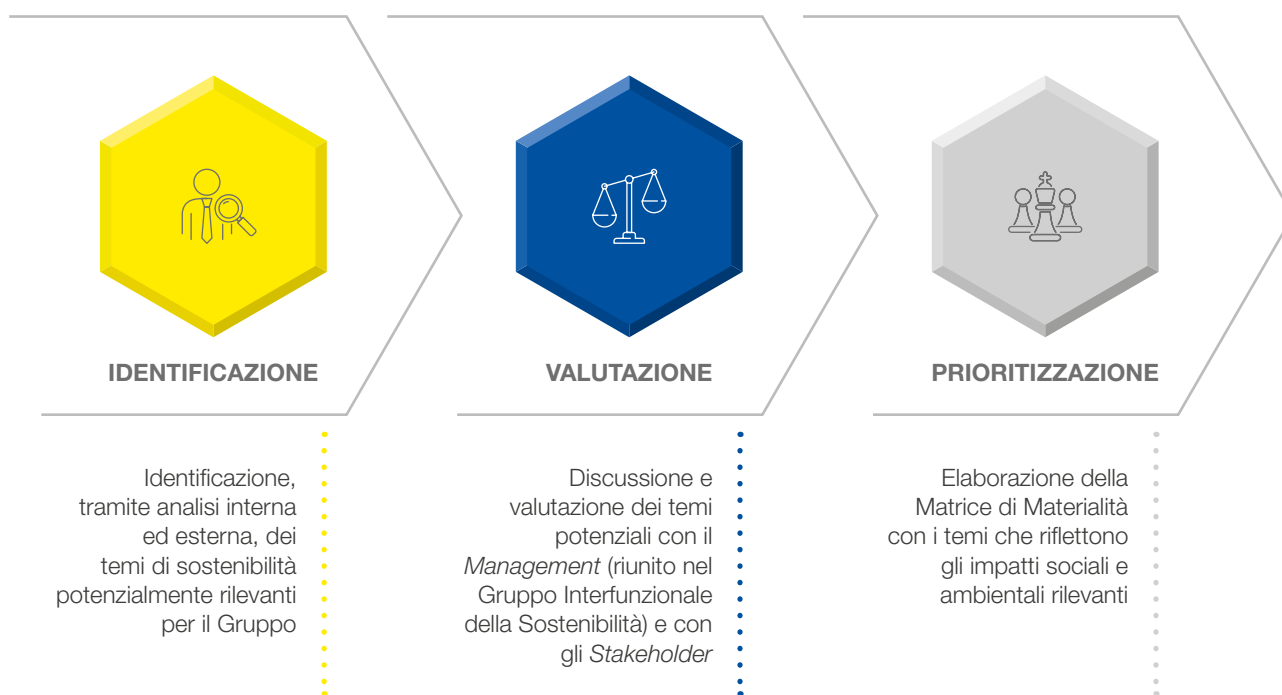 IDENTIFICAZIONE
Identificazione,
tramite analisi interna
ed esterna, dei
temi di sostenibilità
potenzialmente rilevanti
per il Gruppo
VALUTAZIONE
Discussione e
valutazione dei temi
potenziali con il
Management (riunito nel
Gruppo Interfunzionale
della Sostenibilità) e con
gli Stakeholder
PRIORITIZZAZIONE
Elaborazione della
Matrice di Materialità
con i temi che riflettono
gli impatti sociali e
ambientali rilevanti